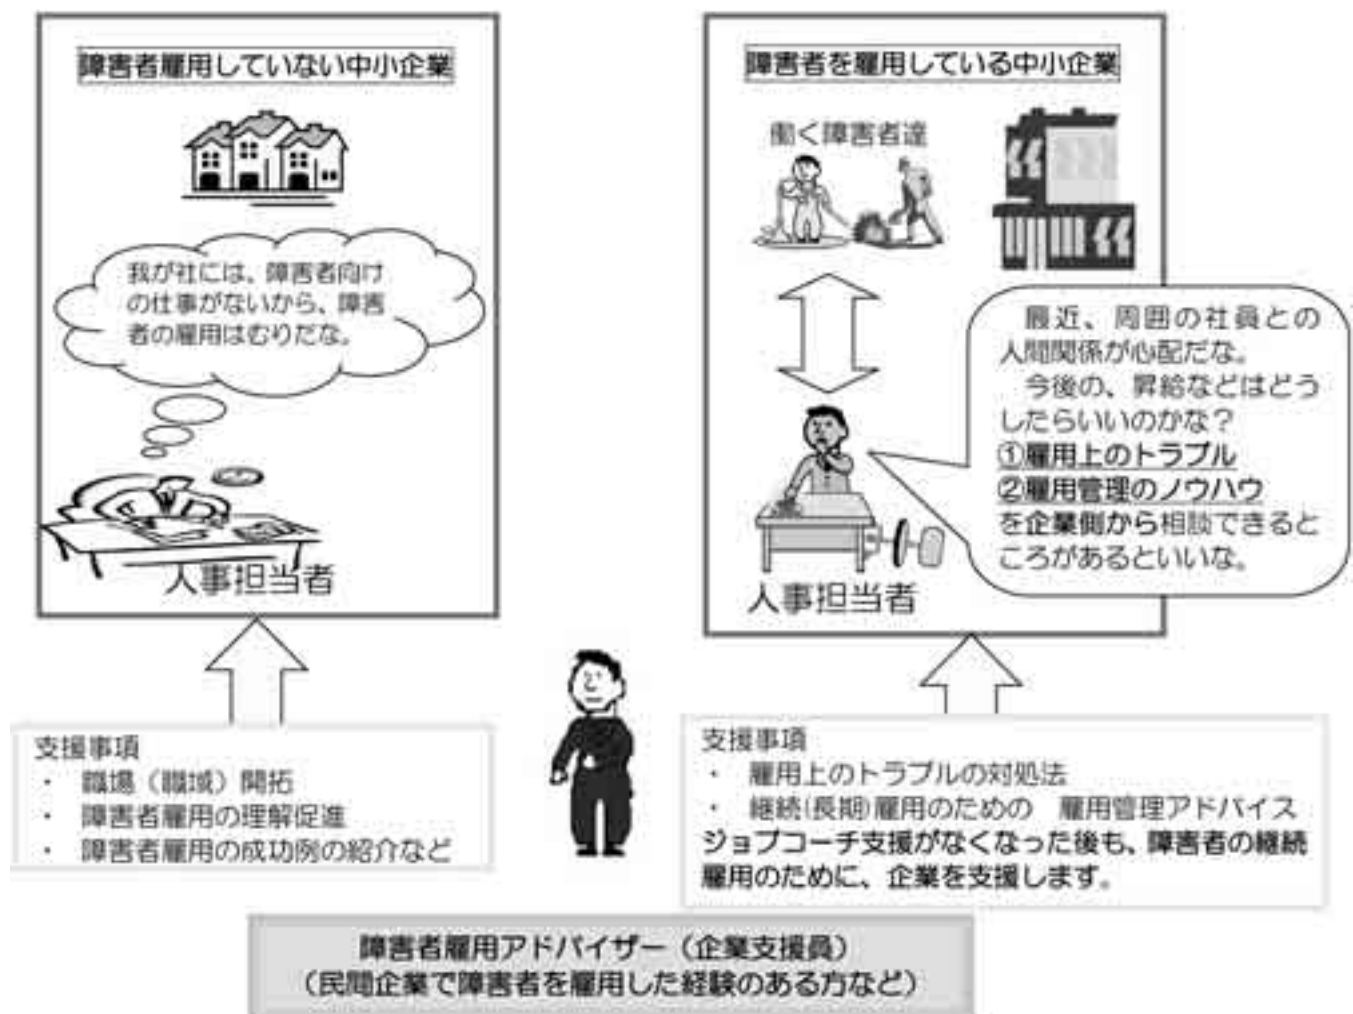 障害者雇用していない中小企業
我が社には、障害者向け
の仕事がないから、障害
者の雇用はむりだな。
人事担当者
支援事項
・ 職場（職域）開拓
・ 障害者雇用の理解促進
・ 障害者雇用の成功例の紹介など
障害者を雇用している中小企業
働く障害者達
最近、周囲の社員との
人間関係が心配だな。
今後の、昇給などはどう
したらいいのかな？
①雇用上のトラブル
②雇用管理のノウハウ
を企業側から相談できると
ころがあるといいな。
人事担当者
支援事項
・ 雇用上のトラブルの対処法
・ 継続(長期)雇用のための 雇用管理アドバイス
ジョブコーチ支援がなくなった後も、障害者の継続
雇用のために、企業を支援します。
障害者雇用アドバイザー（企業支援員）
（民間企業で障害者を雇用した経験のある方など）